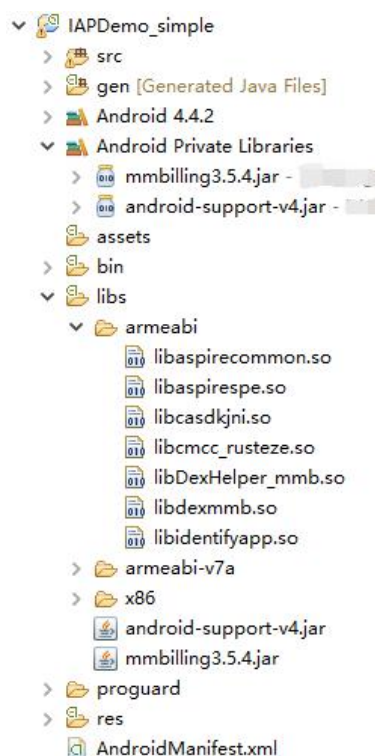 IAPDemo_simple
src
gen [Generated Java Files]
Android 4.4.2
Android Private Libraries
mmbilling3.5.4.jar -
android-support-v4.jar -
assets
bin
libs
armeabi
libaspirecommon.so
libaspirespe.so
libcasdkjni.so
libcmcc_rusteze.so
libDexHelper_mmb.so
libdexmmb.so
libidentifyapp.so
armeabi-v7a
x86
android-support-v4.jar
mmbilling3.5.4.jar
proguard
res
AndroidManifest.xml